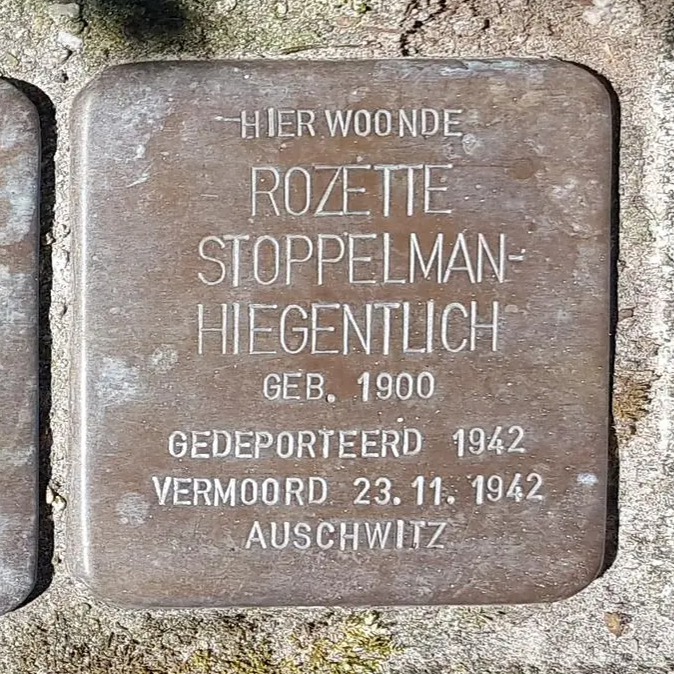 HIER WOONDE
ROZETTE
STOPPELMAN-
HIEGENTLICH
GEB. 1900
GEDEPORTEERD 1942
VERMOORD 23.11.1942
AUSCHWITZ